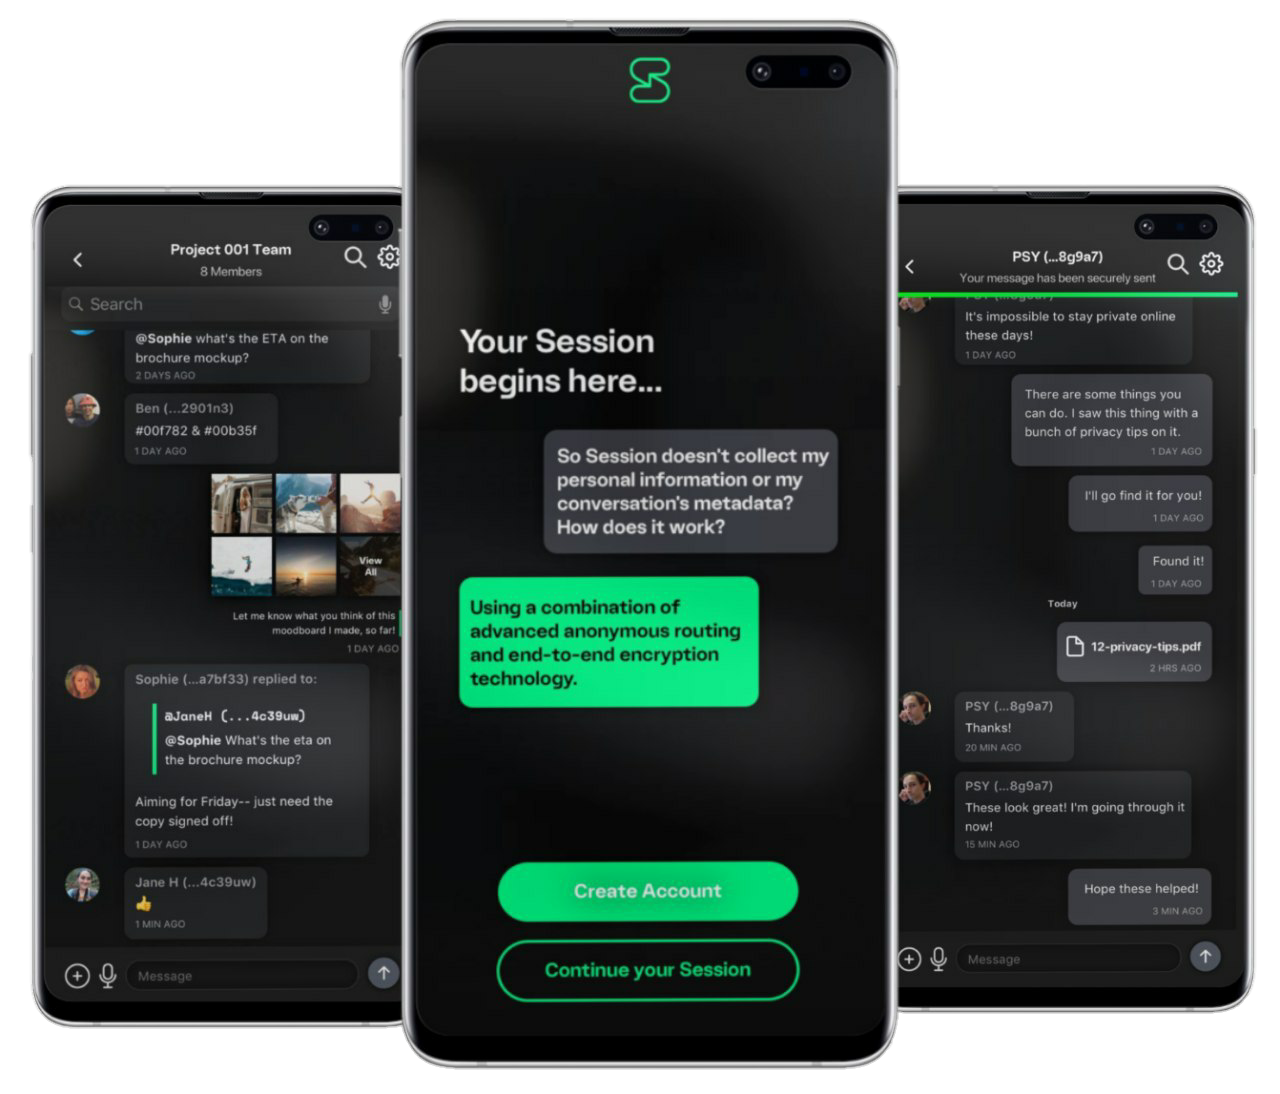 Project 001 Team
8 Members
Search
@Sophie what's the ETA on the
brochure mockup?
2 DAYS AGO
Ben (...2901n3)
#00f782 & #00b35f
1 DAY AGO
View
All
Let me know what you think of this
moodboard I made, so far!
1 DAY AGO
Sophie (...a7bf33) replied to:
@JaneH (...4c39uw)
@Sophie What's the eta on
the brochure mockup?
Aiming for Friday-- just need the
copy signed off!
1 DAY AGO
Jane H (...4c39uw)
👍
1 MIN AGO
Message
Your Session
begins here...
So Session doesn't collect my
personal information or my
conversation's metadata?
How does it work?
Using a combination of
advanced anonymous routing
and end-to-end encryption
technology.
Create Account
Continue your Session
PSY (...8g9a7)
Your message has been securely sent
PSY (...8g9a7)
It's impossible to stay private online
these days!
1 DAY AGO
There are some things you
can do. I saw this thing with a
bunch of privacy tips on it.
1 DAY AGO
I'll go find it for you!
1 DAY AGO
Found it!
1 DAY AGO
Today
12-privacy-tips.pdf
2 HRS AGO
PSY (...8g9a7)
Thanks!
20 MIN AGO
PSY (...8g9a7)
These look great! I'm going through it
now!
15 MIN AGO
Hope these helped!
3 MIN AGO
Message